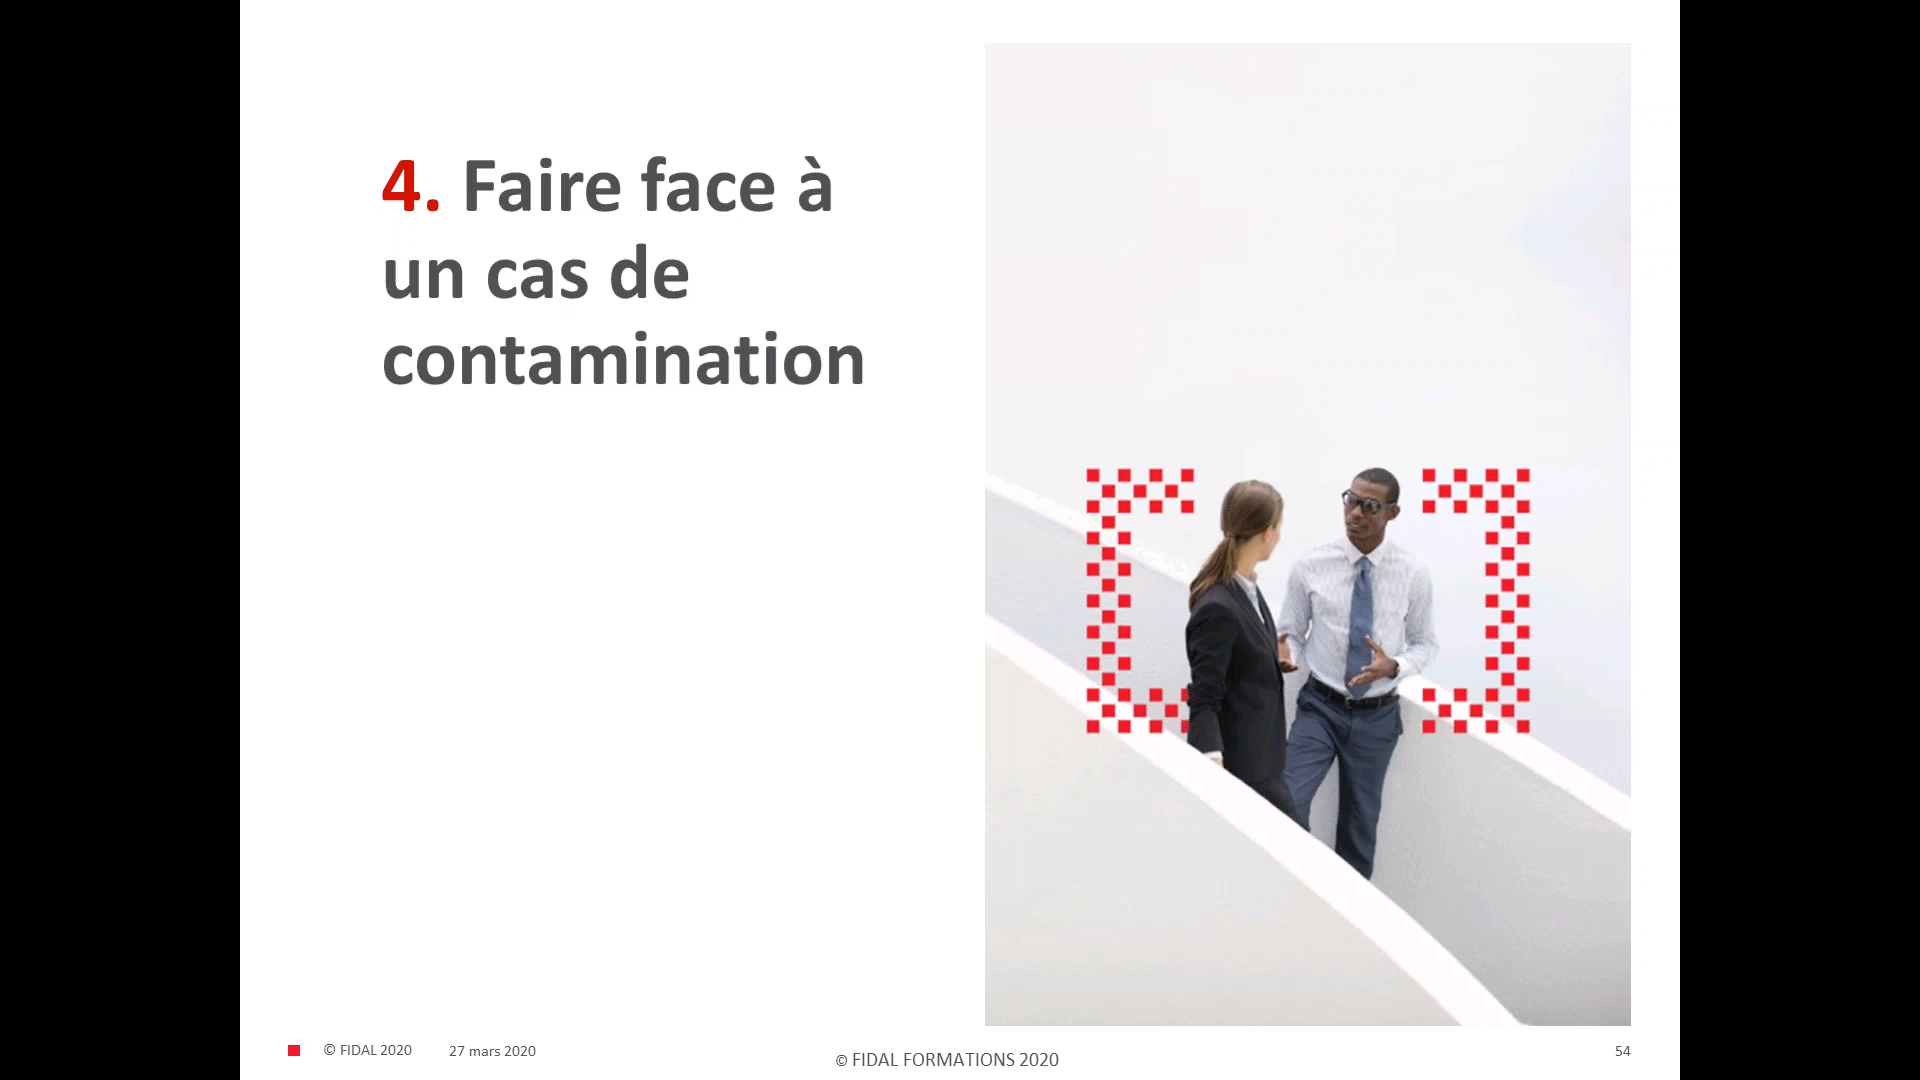 4. Faire face à
un cas de
contamination
© FIDAL 2020
27 mars 2020
© FIDAL FORMATIONS 2020
54